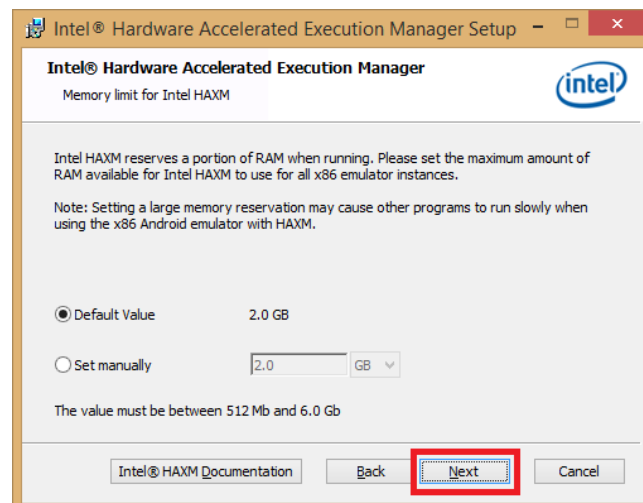 Intel® Hardware Accelerated Execution Manager Setup
Intel® Hardware Accelerated Execution Manager
Memory limit for Intel HAXM
intel
Intel HAXM reserves a portion of RAM when running. Please set the maximum amount of
RAM available for Intel HAXM to use for all x86 emulator instances.
Note: Setting a large memory reservation may cause other programs to run slowly when
using the x86 Android emulator with HAXM.
Default Value 2.0 GB
Set manually 2.0 GB
The value must be between 512 Mb and 6.0 Gb
Intel® HAXM Documentation Back Next Cancel